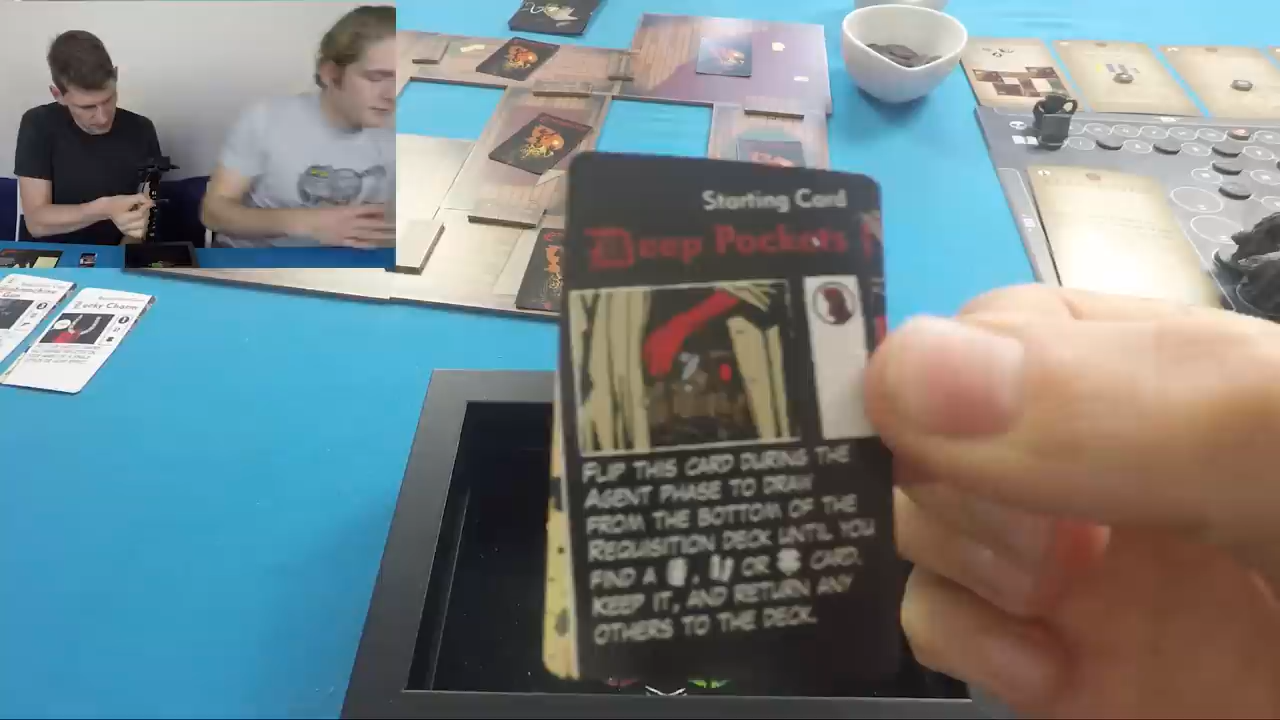 Starting Card
Deep Pockets
FLIP THIS CARD DURING THE
AGENT PHASE TO DRAW
FROM THE BOTTOM OF THE
REQUISITION DECK UNTIL YOU
FIND A , OR CARD.
KEEP IT, AND RETURN ANY
OTHERS TO THE DECK.
Gun
Lucky Charm